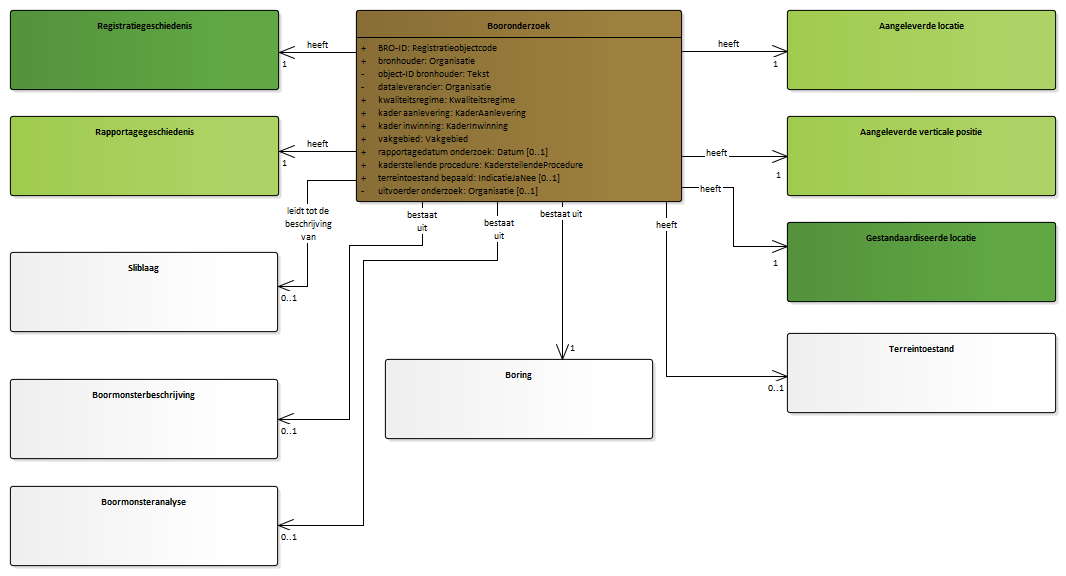 Registratiegeschiedenis
heeft
1
Rapportagegeschiedenis
heeft
1
leidt tot de
beschrijving
van
Sliblaag
0..1
Boormonsterbeschrijving
0..1
Boormonsteranalyse
0..1
Booronderzoek
+ BRO-ID: Registratieobjectcode
+ bronhouder: Organisatie
- object-ID bronhouder: Tekst
- dataleverancier: Organisatie
+ kwaliteitsregime: Kwaliteitsregime
+ kader aanlevering: KaderAanlevering
+ kader inwinning: KaderInwinning
+ vakgebied: Vakgebied
+ rapportagedatum onderzoek: Datum [0..1]
+ kaderstellende procedure: KaderstellendeProcedure
+ terreintoestand bepaald: IndicatieJaNee [0..1]
- uitvoerder onderzoek: Organisatie [0..1]
bestaat
uit
bestaat
uit
bestaat uit
heeft
1
Boring
heeft
1
Aangeleverde locatie
heeft
1
Aangeleverde verticale positie
heeft
1
Gestandaardiseerde locatie
0..1
Terreintoestand